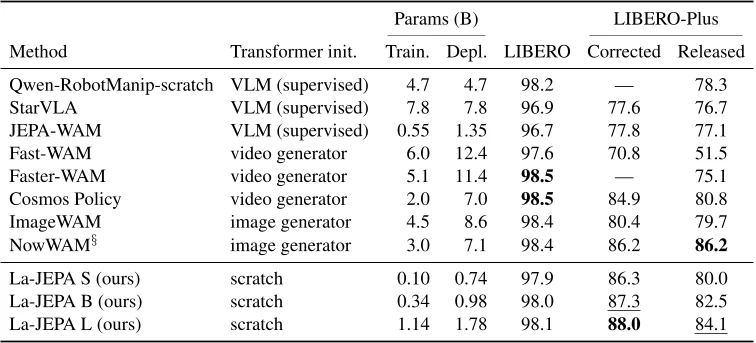 Params (B) LIBERO-Plus
Method Transformer init. Train. Depl. LIBERO Corrected Released
Qwen-RobotManip-scratch VLM (supervised) 4.7 4.7 98.2 — 78.3
StarVLA VLM (supervised) 7.8 7.8 96.9 77.6 76.7
JEPA-WAM VLM (supervised) 0.55 1.35 96.7 77.8 77.1
Fast-WAM video generator 6.0 12.4 97.6 70.8 51.5
Faster-WAM video generator 5.1 11.4 98.5 — 75.1
Cosmos Policy video generator 2.0 7.0 98.5 84.9 80.8
ImageWAM image generator 4.5 8.6 98.4 80.4 79.7
NowWAM§ image generator 3.0 7.1 98.4 86.2 86.2
La-JEPA S (ours) scratch 0.10 0.74 97.9 86.3 80.0
La-JEPA B (ours) scratch 0.34 0.98 98.0 87.3 82.5
La-JEPA L (ours) scratch 1.14 1.78 98.1 88.0 84.1